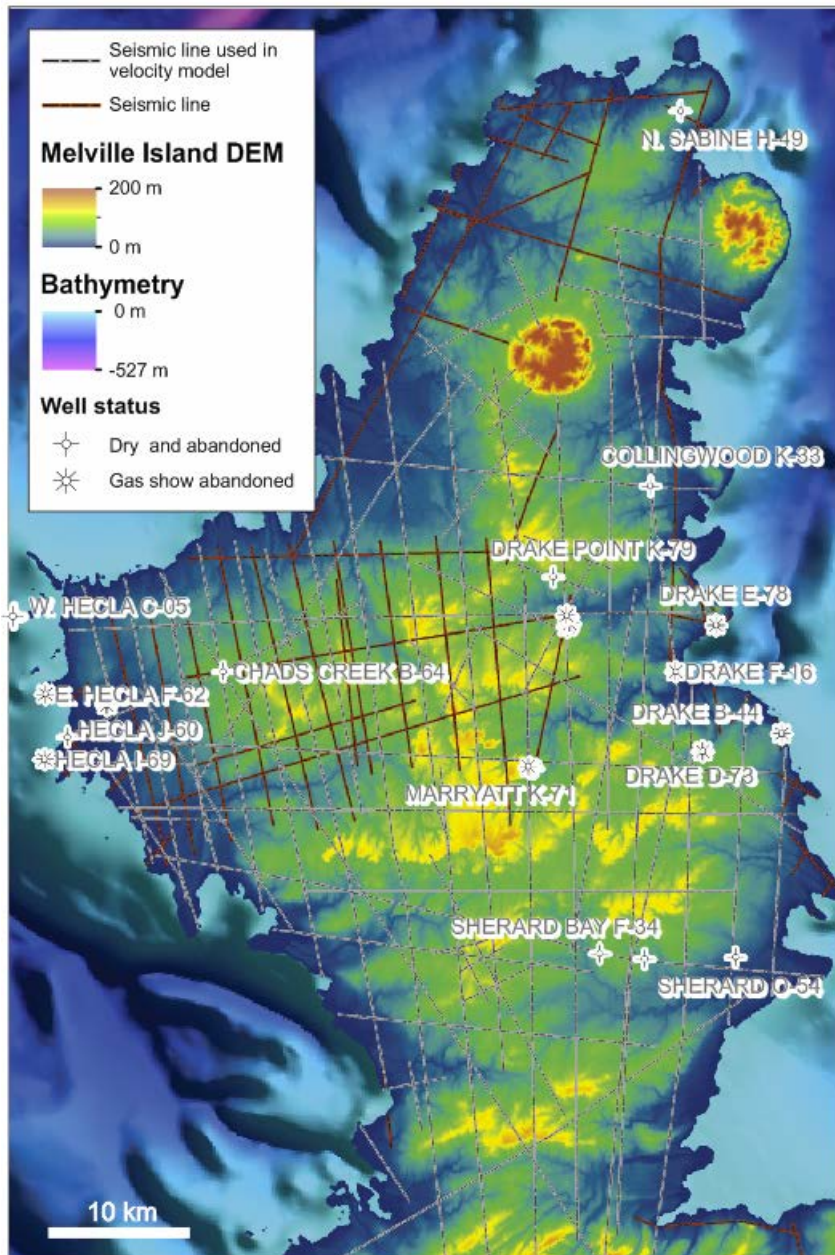 Seismic line used in
velocity model
Seismic line
Melville Island DEM
200 m
0 m
Bathymetry
0 m
-527 m
Well status
Dry and abandoned
Gas show abandoned
N. SABINE H-49
COLLINGWOOD K-33
DRAKE POINT K-79
DRAKE E-78
W. HECLA C-05
CHADS CREEK B-64
DRAKE F-16
E. HECLA F-62
DRAKE B-44
HECLA J-60
HECLA I-69
DRAKE D-73
MARRYATT K-71
SHERARD BAY F-34
SHERARD O-54
10 km